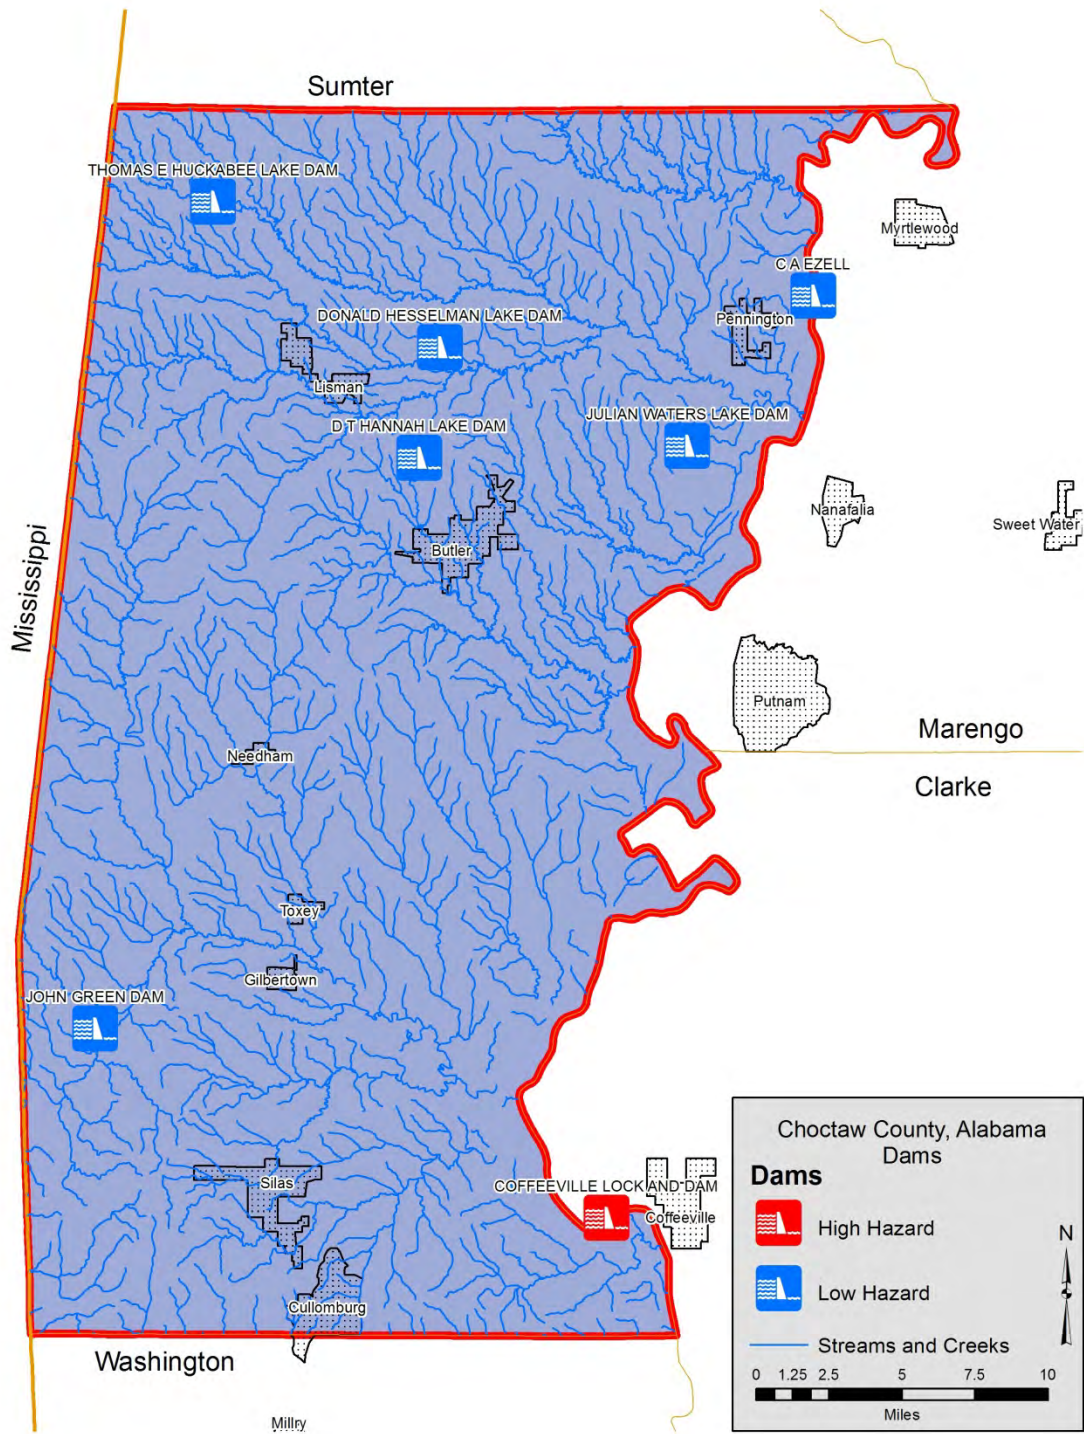 Sumter
THOMAS E HUCKABEE LAKE DAM
Myrtlewood
C A EZELL
Pennington
DONALD HESSELMAN LAKE DAM
Lisman
JULIAN WATERS LAKE DAM
D T HANNAH LAKE DAM
Nanafalia
Sweet Water
Butler
Mississippi
Putnam
Marengo
Needham
Clarke
Toxey
Gilbertown
JOHN GREEN DAM
Silas
COFFEEVILLE LOCK AND DAM
Coffeeville
Cullomburg
Washington
Millry
Choctaw County, Alabama
Dams
Dams
High Hazard
N
Low Hazard
Streams and Creeks
0 1.25 2.5 5 7.5 10
Miles